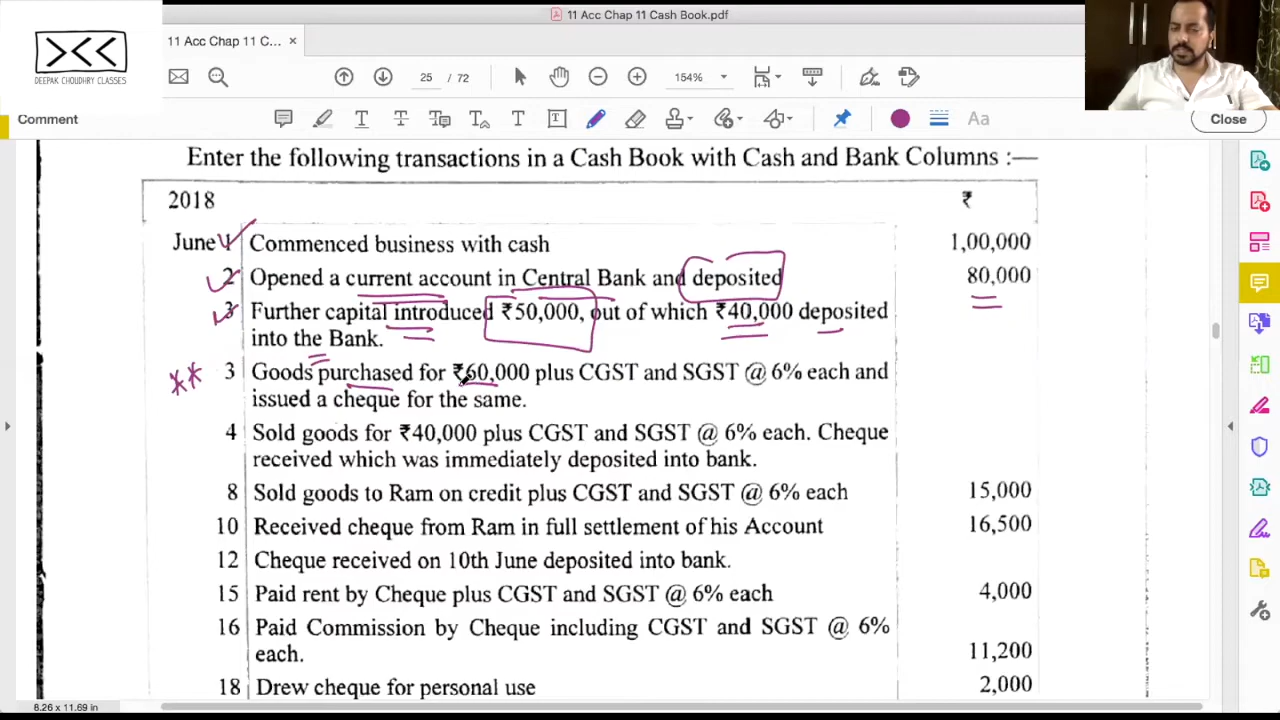 11 Acc Chap 11 Cash Book.pdf
DEEPAK CHOUDHRY CLASSES
11 Acc Chap 11 C...
25 / 72
154%
Comment
Aa
Close
Enter the following transactions in a Cash Book with Cash and Bank Columns :—
2018 ₹
June 1 Commenced business with cash 1,00,000
2 Opened a current account in Central Bank and deposited 80,000
3 Further capital introduced ₹50,000, out of which ₹40,000 deposited
into the Bank.
3 Goods purchased for ₹60,000 plus CGST and SGST @ 6% each and
issued a cheque for the same.
4 Sold goods for ₹40,000 plus CGST and SGST @ 6% each. Cheque
received which was immediately deposited into bank.
8 Sold goods to Ram on credit plus CGST and SGST @ 6% each 15,000
10 Received cheque from Ram in full settlement of his Account 16,500
12 Cheque received on 10th June deposited into bank.
15 Paid rent by Cheque plus CGST and SGST @ 6% each 4,000
16 Paid Commission by Cheque including CGST and SGST @ 6%
each. 11,200
18 Drew cheque for personal use 2,000
8.26 x 11.69 in